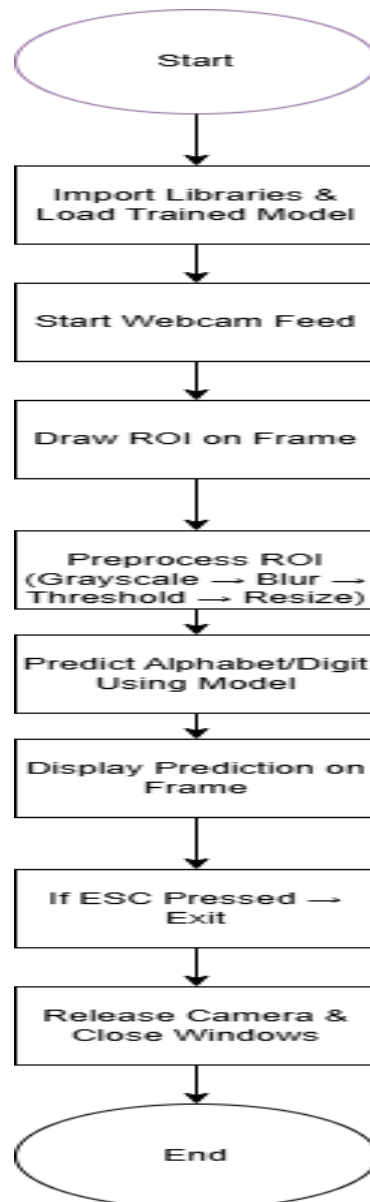 Start
Import Libraries &
Load Trained Model
Start Webcam Feed
Draw ROI on Frame
Preprocess ROI
(Grayscale → Blur →
Threshold → Resize)
Predict Alphabet/Digit
Using Model
Display Prediction on
Frame
If ESC Pressed →
Exit
Release Camera &
Close Windows
End